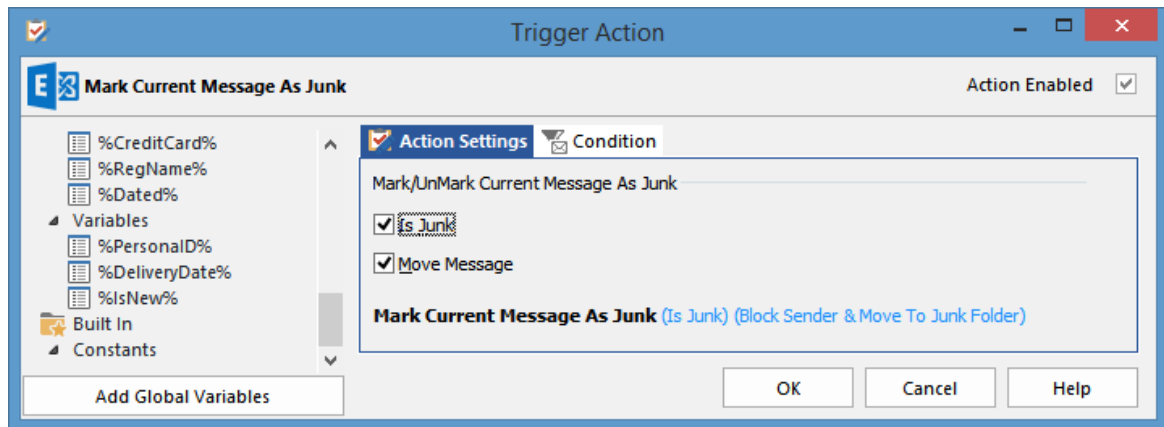 Trigger Action
Mark Current Message As Junk
Action Enabled
%CreditCard%
%RegName%
%Dated%
Variables
%PersonalID%
%DeliveryDate%
%IsNew%
Built In
Constants
Add Global Variables
Action Settings Condition
Mark/UnMark Current Message As Junk
Is Junk
Move Message
Mark Current Message As Junk (Is Junk) (Block Sender & Move To Junk Folder)
OK Cancel Help